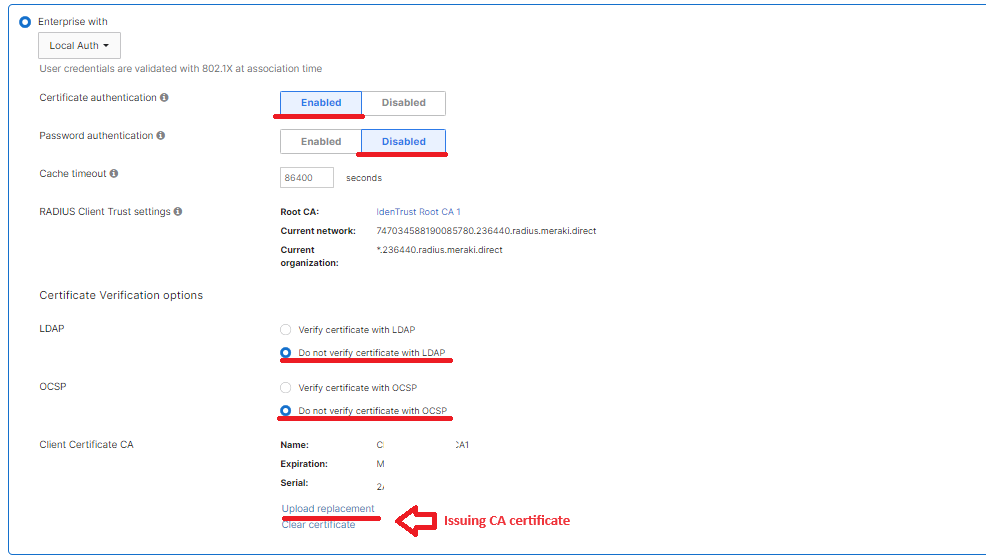 Enterprise with
Local Auth
User credentials are validated with 802.1X at association time
Certificate authentication
Enabled Disabled
Password authentication
Enabled Disabled
Cache timeout
86400 seconds
RADIUS Client Trust settings
Root CA: IdenTrust Root CA 1
Current network: 747034588190085780.236440.radius.meraki.direct
Current organization: *.236440.radius.meraki.direct
Certificate Verification options
LDAP
Verify certificate with LDAP
Do not verify certificate with LDAP
OCSP
Verify certificate with OCSP
Do not verify certificate with OCSP
Client Certificate CA
Name: CA1
Expiration: M
Serial:
Upload replacement
Issuing CA certificate
Clear certificate